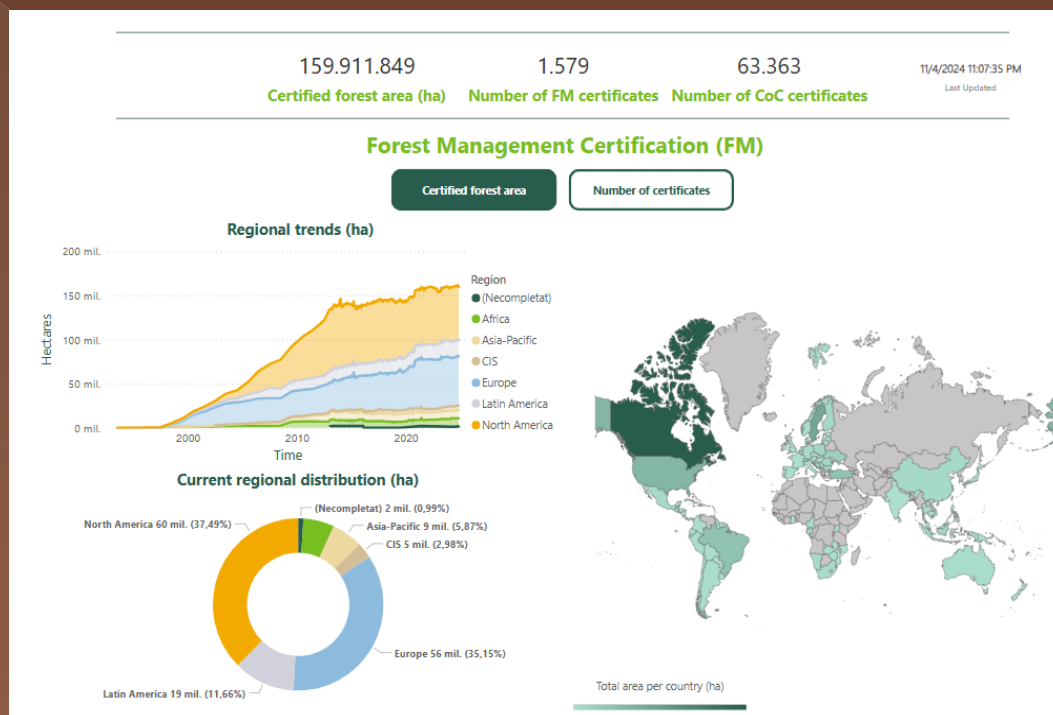 159.911.849
Certified forest area (ha)
1.579
Number of FM certificates
63.363
Number of CoC certificates
11/4/2024 11:07:35 PM
Last Updated
Forest Management Certification (FM)
Certified forest area
Number of certificates
Regional trends (ha)
200 mil.
150 mil.
100 mil.
50 mil.
0 mil.
Hectares
2000
2010
2020
Time
Region
(Necompletat)
Africa
Asia-Pacific
CIS
Europe
Latin America
North America
Current regional distribution (ha)
(Necompletat) 2 mil. (0,99%)
North America 60 mil. (37,49%)
Asia-Pacific 9 mil. (5,87%)
CIS 5 mil. (2,98%)
Europe 56 mil. (35,15%)
Latin America 19 mil. (11,66%)
Total area per country (ha)